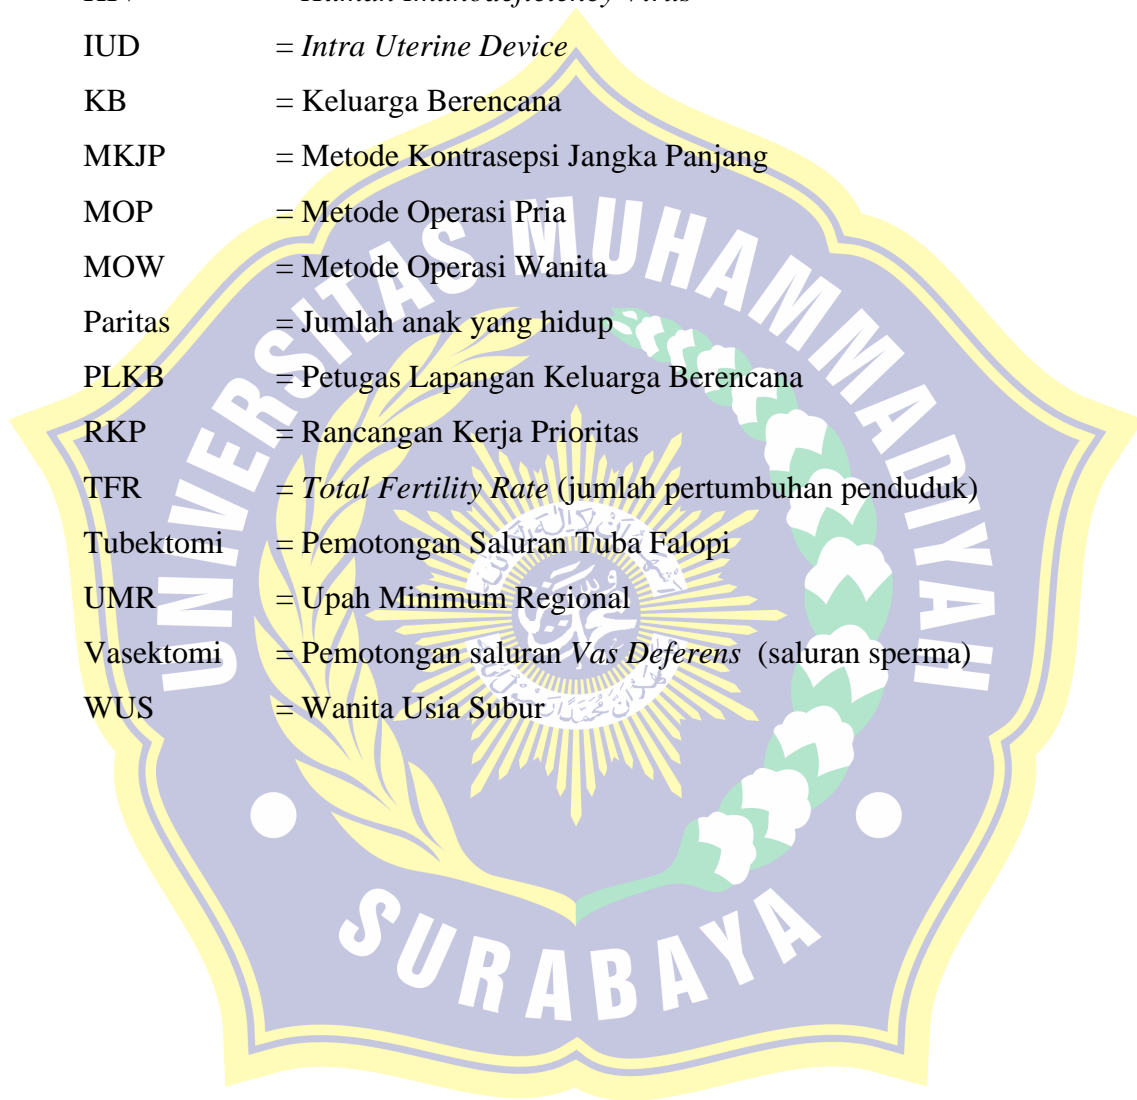 IUD = Intra Uterine Device
KB = Keluarga Berencana
MKJP = Metode Kontrasepsi Jangka Panjang
MOP = Metode Operasi Pria
MOW = Metode Operasi Wanita
Paritas = Jumlah anak yang hidup
PLKB = Petugas Lapangan Keluarga Berencana
RKP = Rancangan Kerja Prioritas
TFR = Total Fertility Rate (jumlah pertumbuhan penduduk)
Tubektomi = Pemotongan Saluran Tuba Falopi
UMR = Upah Minimum Regional
Vasektomi = Pemotongan saluran Vas Deferens (saluran sperma)
WUS = Wanita Usia Subur
UNIVERSITAS MUHAMMADIYAH
SURABAYA